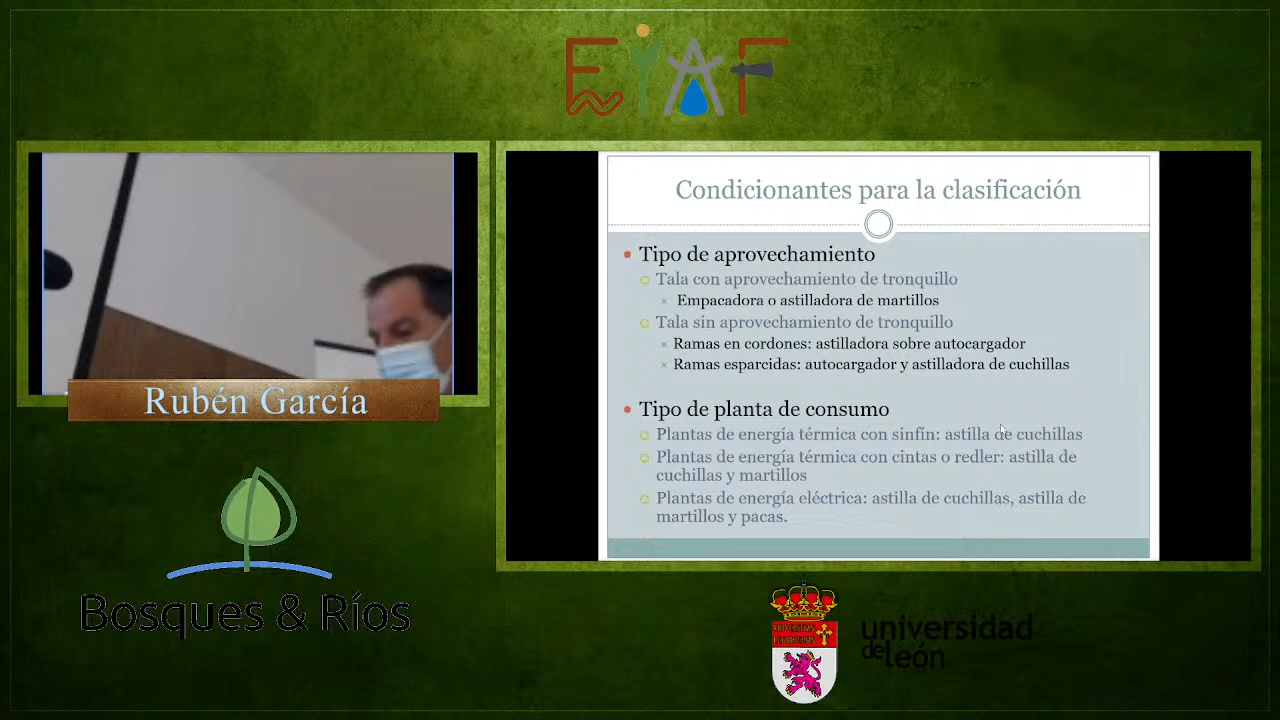 EIAF
Condicionantes para la clasificación
Tipo de aprovechamiento
Tala con aprovechamiento de tronquillo
Empacadora o astilladora de martillos
Tala sin aprovechamiento de tronquillo
Ramas en cordones: astilladora sobre autocargador
Ramas esparcidas: autocargador y astilladora de cuchillas
Tipo de planta de consumo
Plantas de energía térmica con sinfín: astilla de cuchillas
Plantas de energía térmica con cintas o redler: astilla de
cuchillas y martillos
Plantas de energía eléctrica: astilla de cuchillas, astilla de
martillos y pacas.
Rubén García
Bosques & Ríos
universidad
de león